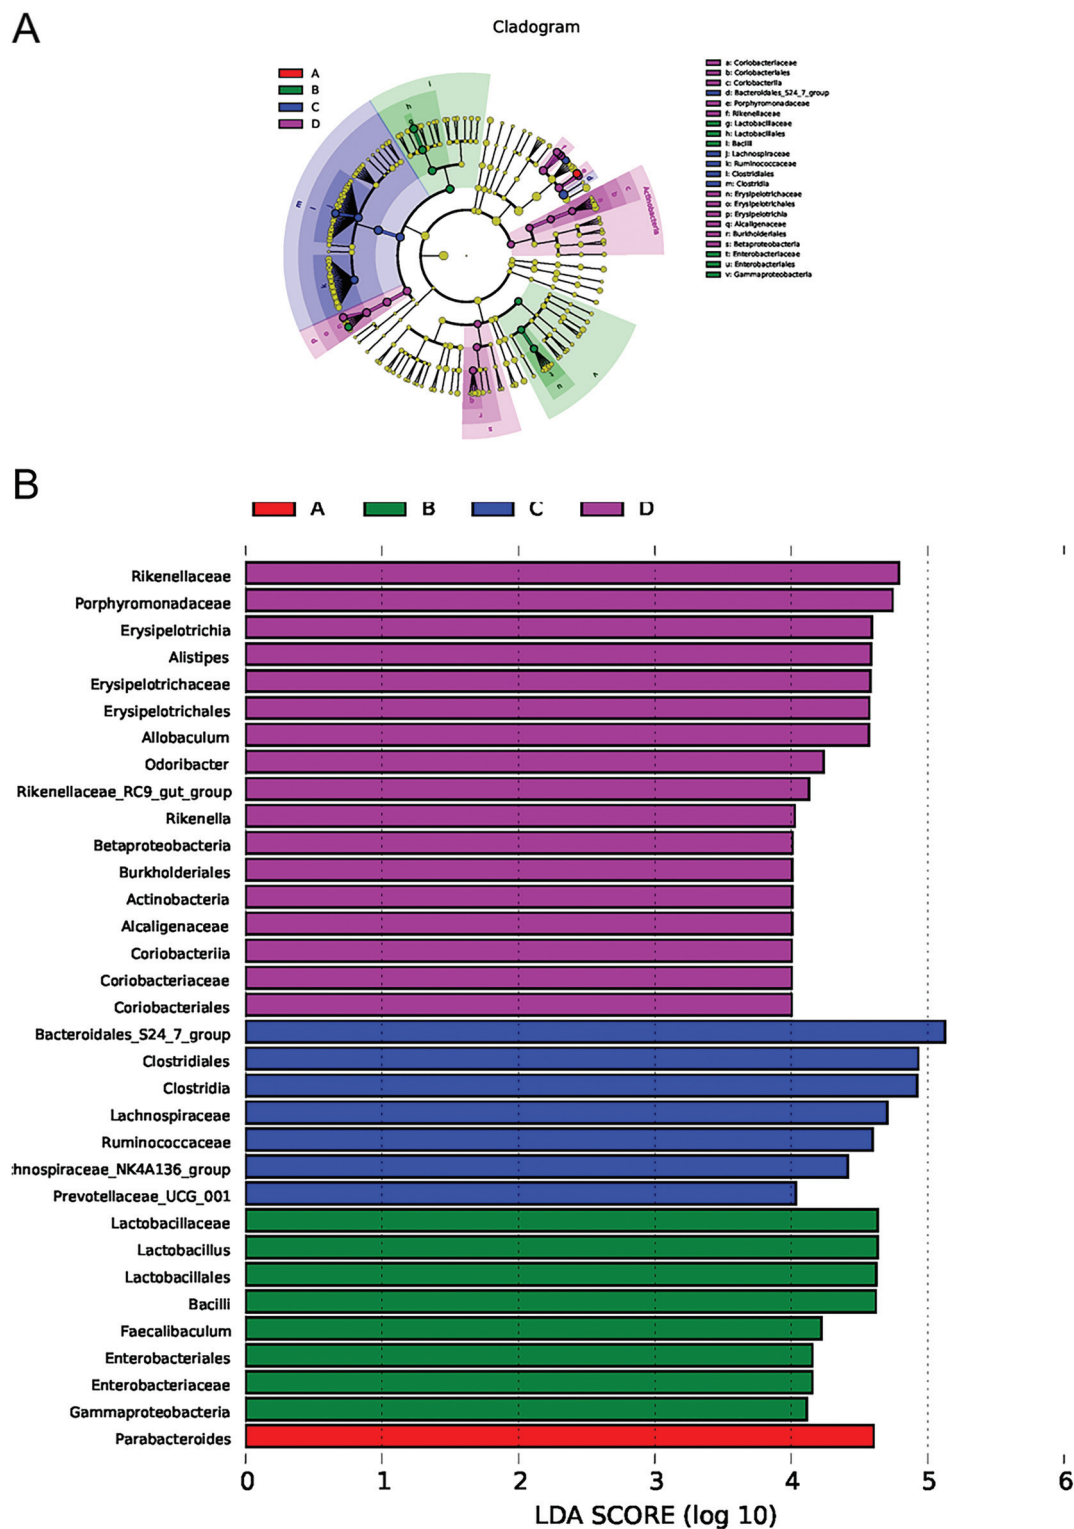 A
Cladogram
A
B
C
D
a: Coriobacteriaceae
b: Coriobacteriales
c: Coriobacteriia
d: Bacteroidales_S24_7_group
e: Porphyromonadaceae
f: Rikenellaceae
g: Lactobacillaceae
h: Lactobacillales
i: Bacilli
j: Lachnospiraceae
k: Ruminococcaceae
l: Clostridiales
m: Clostridia
n: Erysipelotrichaceae
o: Erysipelotrichales
p: Erysipelotrichia
q: Alcaligenaceae
r: Burkholderiales
s: Betaproteobacteria
t: Enterobacteriaceae
u: Enterobacteriales
v: Gammaproteobacteria
Actinobacteria
B
A B C D
Rikenellaceae
Porphyromonadaceae
Erysipelotrichia
Alistipes
Erysipelotrichaceae
Erysipelotrichales
Allobaculum
Odoribacter
Rikenellaceae_RC9_gut_group
Rikenella
Betaproteobacteria
Burkholderiales
Actinobacteria
Alcaligenaceae
Coriobacteriia
Coriobacteriaceae
Coriobacteriales
Bacteroidales_S24_7_group
Clostridiales
Clostridia
Lachnospiraceae
Ruminococcaceae
chnospiraceae_NK4A136_group
Prevotellaceae_UCG_001
Lactobacillaceae
Lactobacillus
Lactobacillales
Bacilli
Faecalibaculum
Enterobacteriales
Enterobacteriaceae
Gammaproteobacteria
Parabacteroides
0 1 2 3 4 5 6
LDA SCORE (log 10)